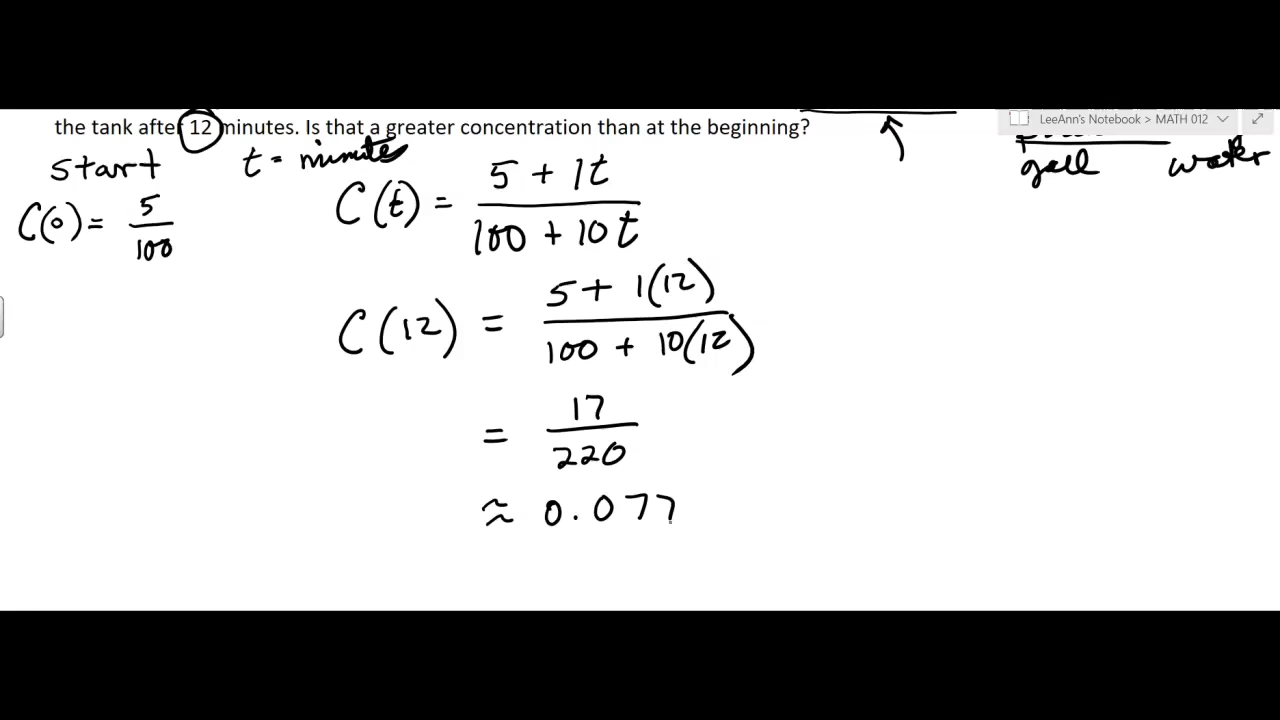 LeeAnn's Notebook > MATH 012
the tank after 12 minutes. Is that a greater concentration than at the beginning?
gall water
start t = minutes
C(t) = 5 + 1t / 100 + 10t
C(0) = 5 / 100
C(12) = 5 + 1(12) / 100 + 10(12)
= 17 / 220
≈ 0.077